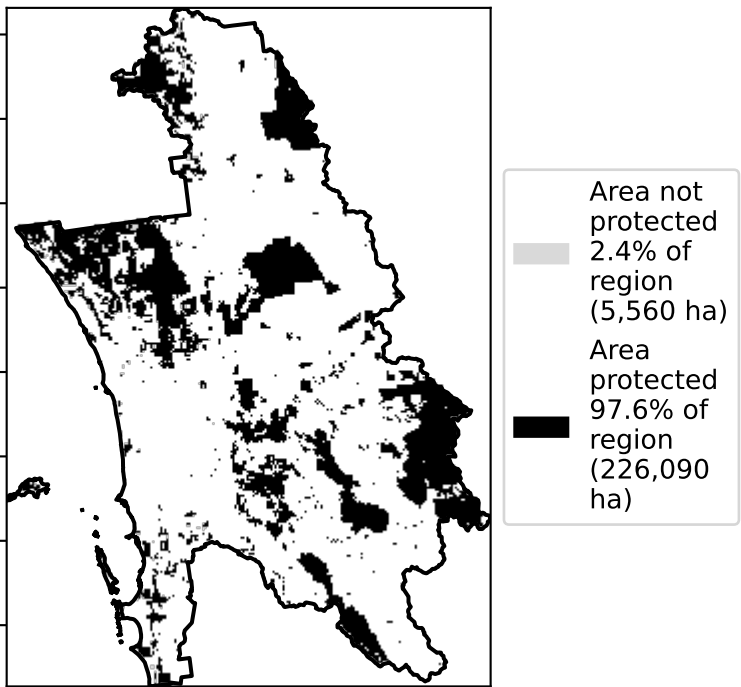 Area not
protected
2.4% of
region
(5,560 ha)
Area
protected
97.6% of
region
(226,090
ha)